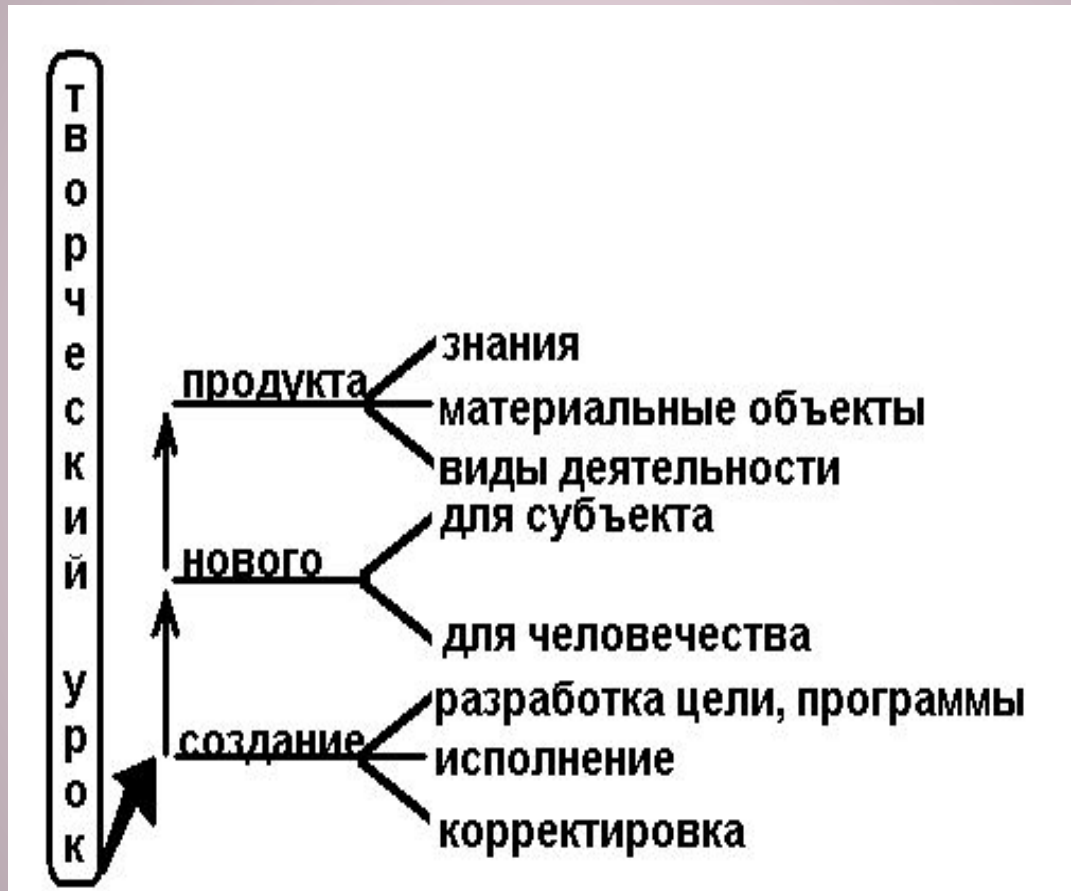 творческий урок
знания
продукта
материальные объекты
виды деятельности
для субъекта
нового
для человечества
разработка цели, программы
создание
исполнение
корректировка